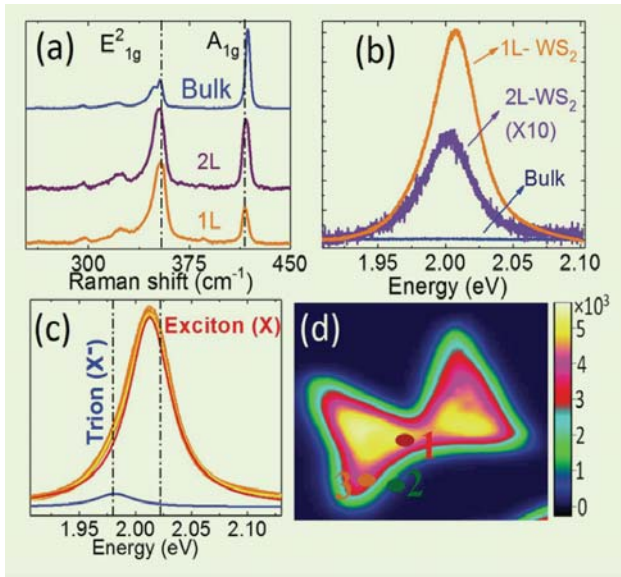 (a)
E²1g
A1g
Bulk
2L
1L
300
375
450
Raman shift (cm⁻¹)
(b)
1L-WS₂
2L-WS₂
(X10)
Bulk
1.95
2.00
2.05
2.10
Energy (eV)
(c)
Exciton (X)
Trion (X⁻)
1.95
2.00
2.05
2.10
Energy (eV)
(d)
1
2
3
×10³
5
4
3
2
1
0